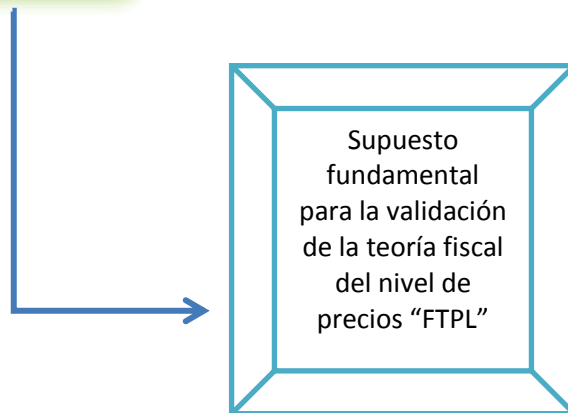 Supuesto
fundamental
para la validación
de la teoría fiscal
del nivel de
precios “FTPL”